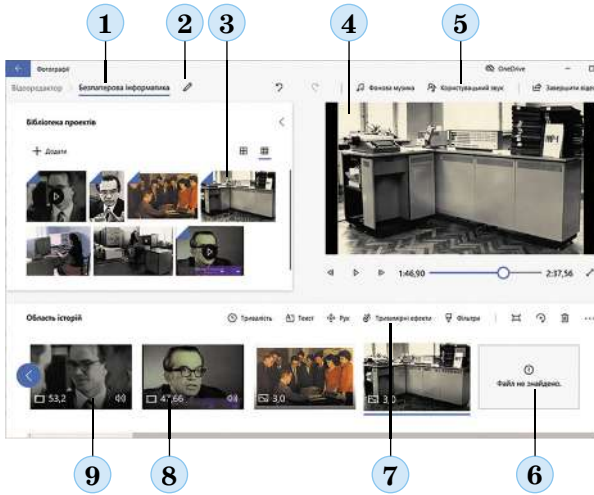 1 2 3 4 5
Фотографії OneDrive
Відеоредактор Безпаперова інформатика Фонова музика Користувацький звук Завершити відео
Бібліотека проектів
Додати
1:46,90 2:37,56
Область історій Тривалість Текст Рух Тривимірні ефекти Фільтри
Файл не знайдено.
53,2 47,66 3,0 3,0
9 8 7 6